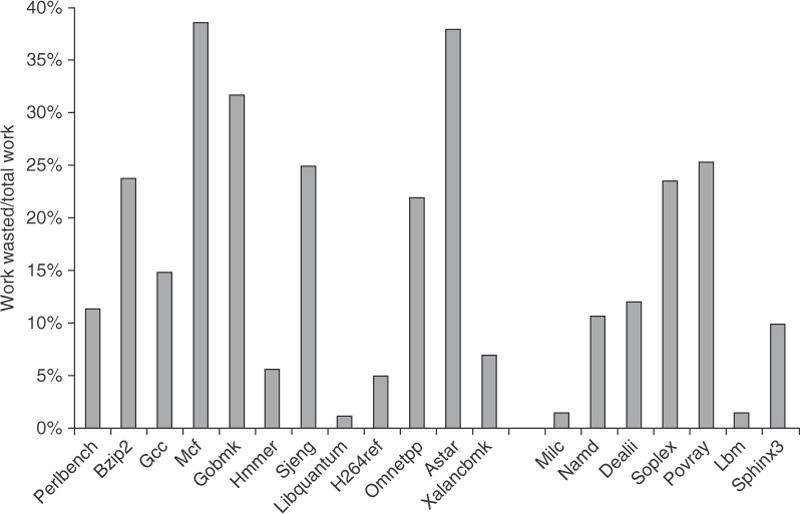 Work wasted/total work
40%
35%
30%
25%
20%
15%
10%
5%
0%
Perlbench
Bzip2
Gcc
Mcf
Gobmk
Hmmer
Sjeng
Libquantum
H264ref
Omnetpp
Astar
Xalancbmk
Milc
Namd
Dealii
Soplex
Povray
Lbm
Sphinx3